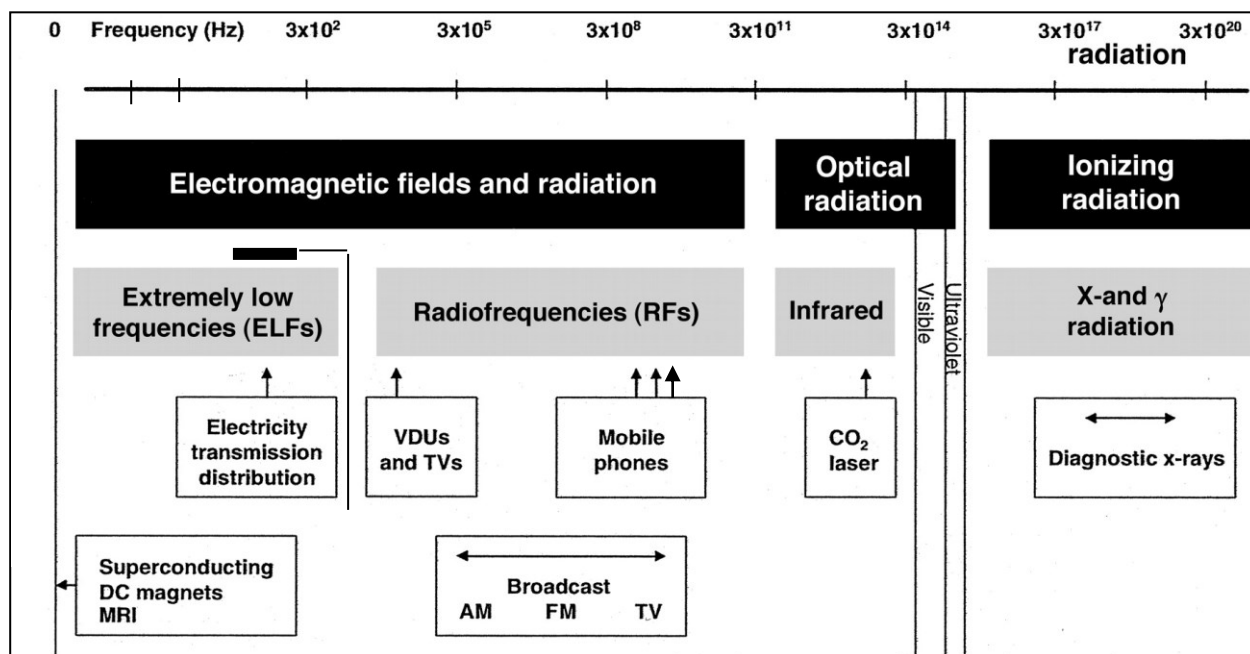 0 Frequency (Hz) 3x10² 3x10⁵ 3x10⁸ 3x10¹¹ 3x10¹⁴ 3x10¹⁷ 3x10²⁰
radiation
Electromagnetic fields and radiation
Optical
radiation
Ionizing
radiation
Extremely low
frequencies (ELFs)
Radiofrequencies (RFs)
Infrared
Visible
Ultraviolet
X-and γ
radiation
Electricity
transmission
distribution
VDUs
and TVs
Mobile
phones
CO₂
laser
Diagnostic x-rays
Superconducting
DC magnets
MRI
Broadcast
AM FM TV